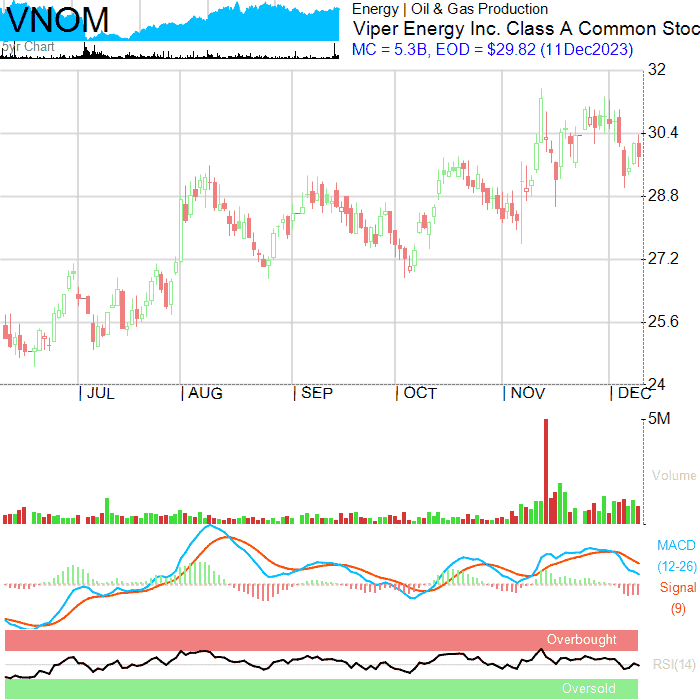 VNOM
5yr Chart
Energy | Oil & Gas Production
Viper Energy Inc. Class A Common Stoc
MC = 5.3B, EOD = $29.82 (11Dec2023)
32
30.4
28.8
27.2
25.6
24
JUL
AUG
SEP
OCT
NOV
DEC
5M
Volume
MACD
(12-26)
Signal
(9)
Overbought
RSI(14)
Oversold